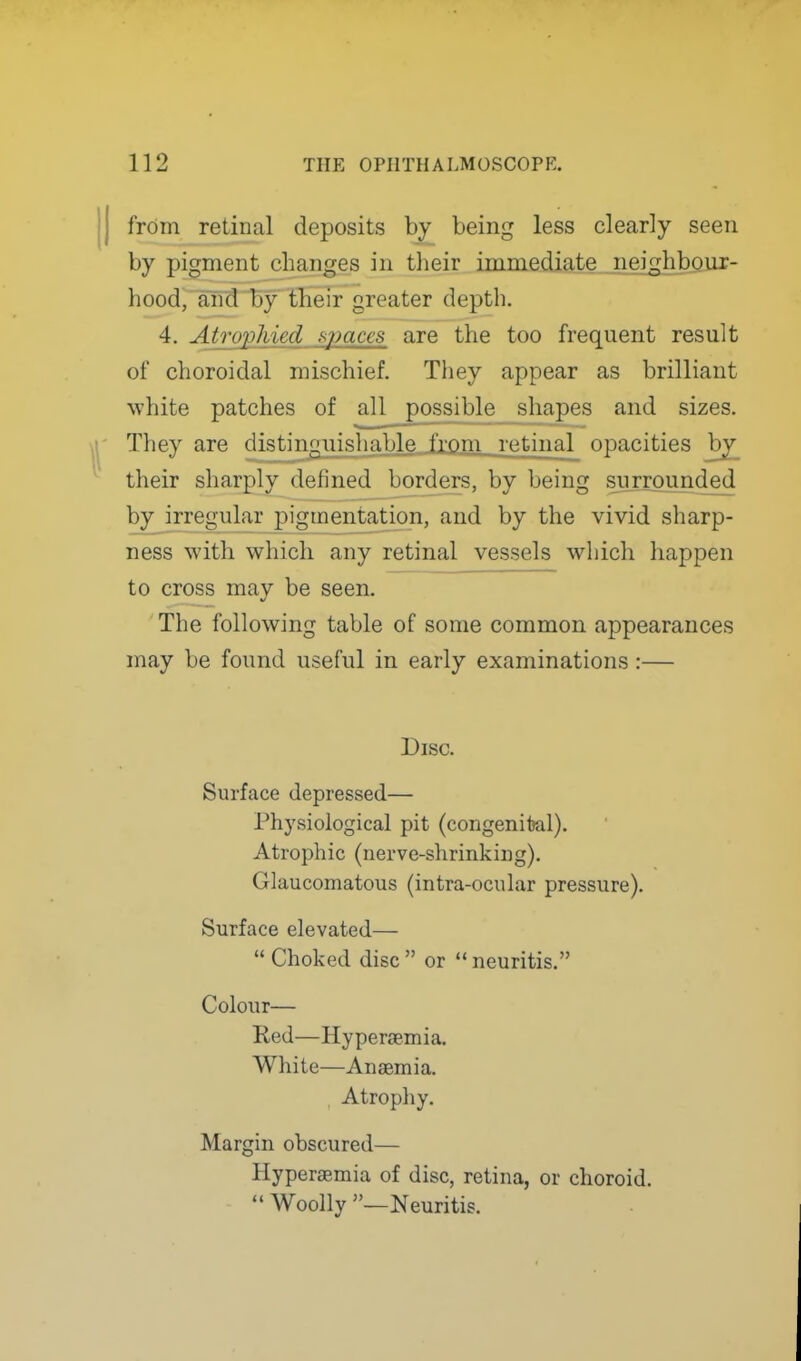 112 THE OPHTHALMOSCOPE.
from retinal deposits by being less clearly seen
by pigment changes in their immediate neighbour-
hood, and by their greater depth.
4. Atrophied spaces are the too frequent result
of choroidal mischief. They appear as brilliant
white patches of all possible shapes and sizes.
They are distinguishable from retinal opacities by
their sharply defined borders, by being surrounded
by irregular pigmentation, and by the vivid sharp-
ness with which any retinal vessels which happen
to cross may be seen.
The following table of some common appearances
may be found useful in early examinations :—
Disc.
Surface depressed—
Physiological pit (congenital).
Atrophic (nerve-shrinking).
Glaucomatous (intra-ocular pressure).
Surface elevated—
“ Choked disc ” or “ neuritis.”
Colour—
Red—Hyperæmia.
White—Anæmia.
Atrophy.
Margin obscured—
Hyperæmia of disc, retina, or choroid.
“ Woolly ”—Neuritis.